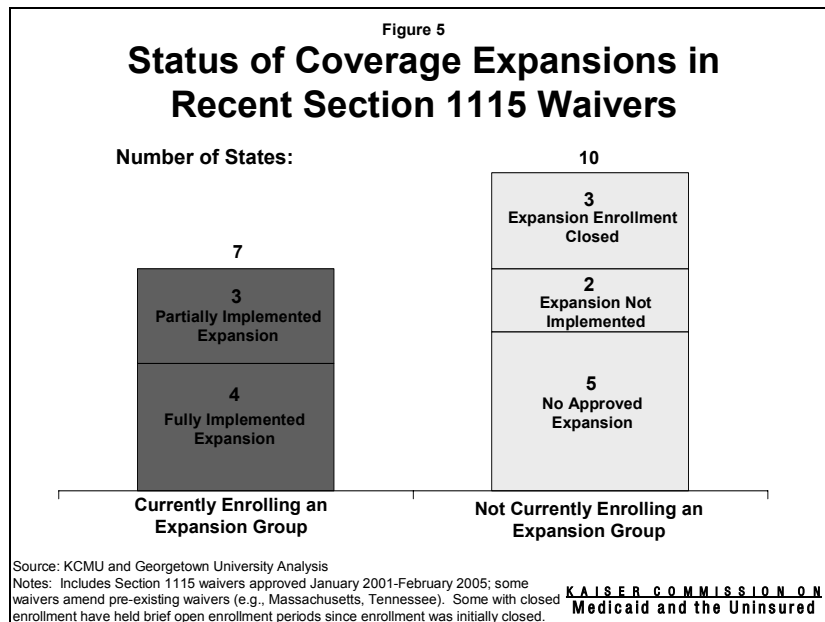 Figure 5
Status of Coverage Expansions in
Recent Section 1115 Waivers
Number of States:
10
3
Expansion Enrollment
Closed
7
2
Expansion Not
Implemented
3
Partially Implemented
Expansion
5
No Approved
Expansion
4
Fully Implemented
Expansion
Currently Enrolling an
Expansion Group
Not Currently Enrolling an
Expansion Group
Source: KCMU and Georgetown University Analysis
Notes: Includes Section 1115 waivers approved January 2001-February 2005; some
waivers amend pre-existing waivers (e.g., Massachusetts, Tennessee). Some with closed
enrollment have held brief open enrollment periods since enrollment was initially closed.
KAISER COMMISSION ON
Medicaid and the Uninsured